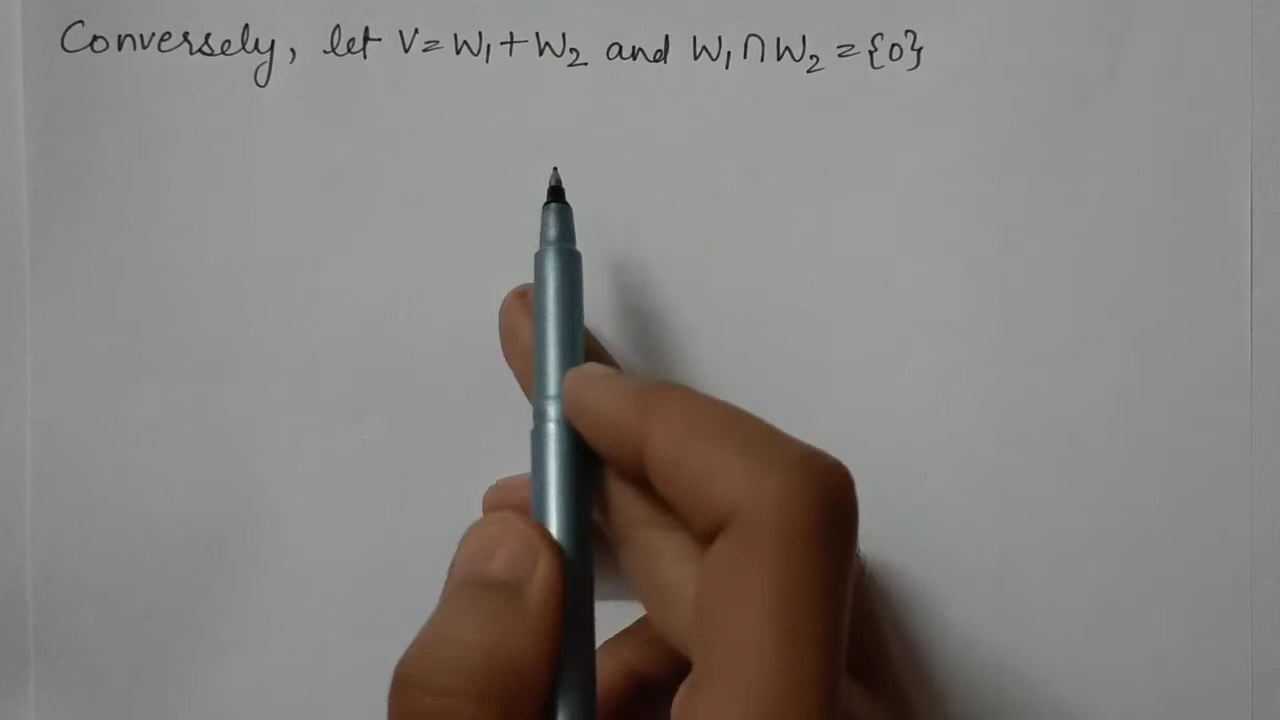 Conversely, let V=W₁+W₂ and W₁∩W₂={0}